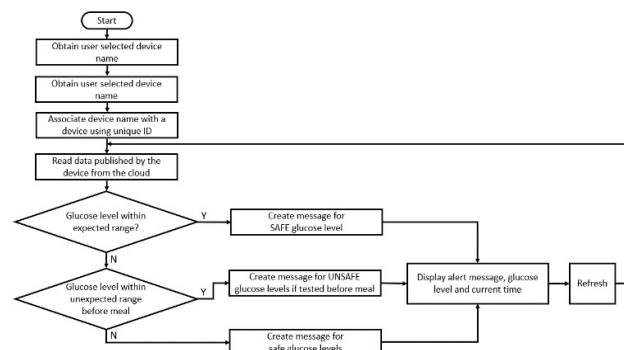 Start
Obtain user selected device
name
Obtain user selected device
name
Associate device name with a
device using unique ID
Read data published by the
device from the cloud
Glucose level within
expected range?
Y
Create message for
SAFE glucose level
N
Glucose level within
unexpected range
before meal
Y
Create message for UNSAFE
glucose levels if tested before meal
Display alert message, glucose
level and current time
Refresh
N
Create message for
safe glucose levels